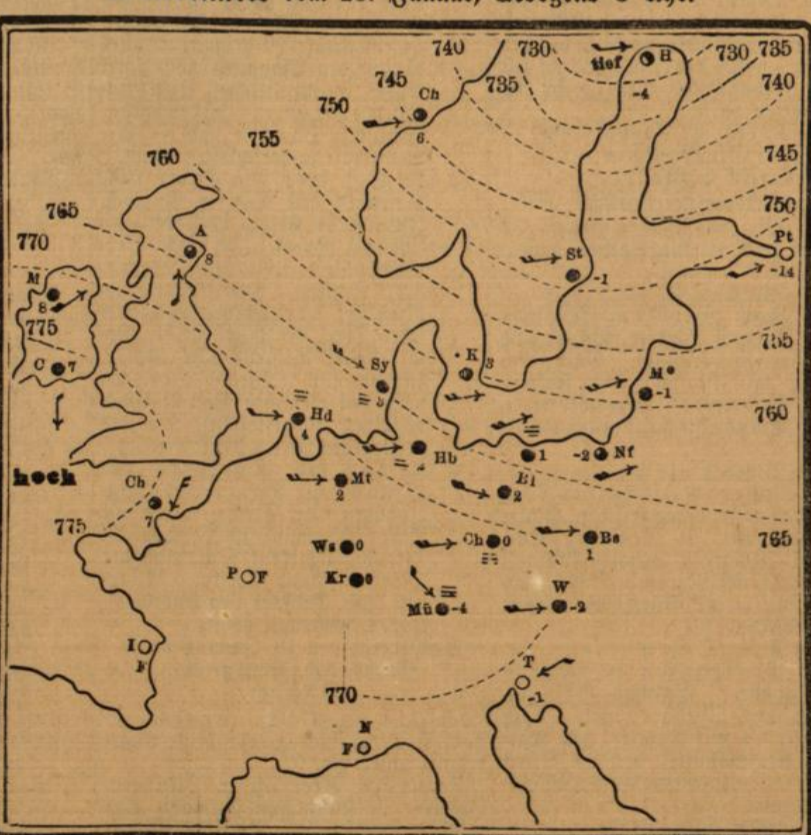 740 730 730 735
tief H
-4
745 735 740
Ch
6
750
755
760 745
765 750
A
8
770
Pt
-14
M
8
St
-1
775
C 7
755
K 3
Sy
M
-1
760
Hd
4
hoch
Hb
1
-2 Nf
Mt
2
2
Ch
7
775
765
Ws 0
Ch 0
Bs
1
P F
Kr 0
Mü -4
W -2
I
F
T
-1
770
N
F